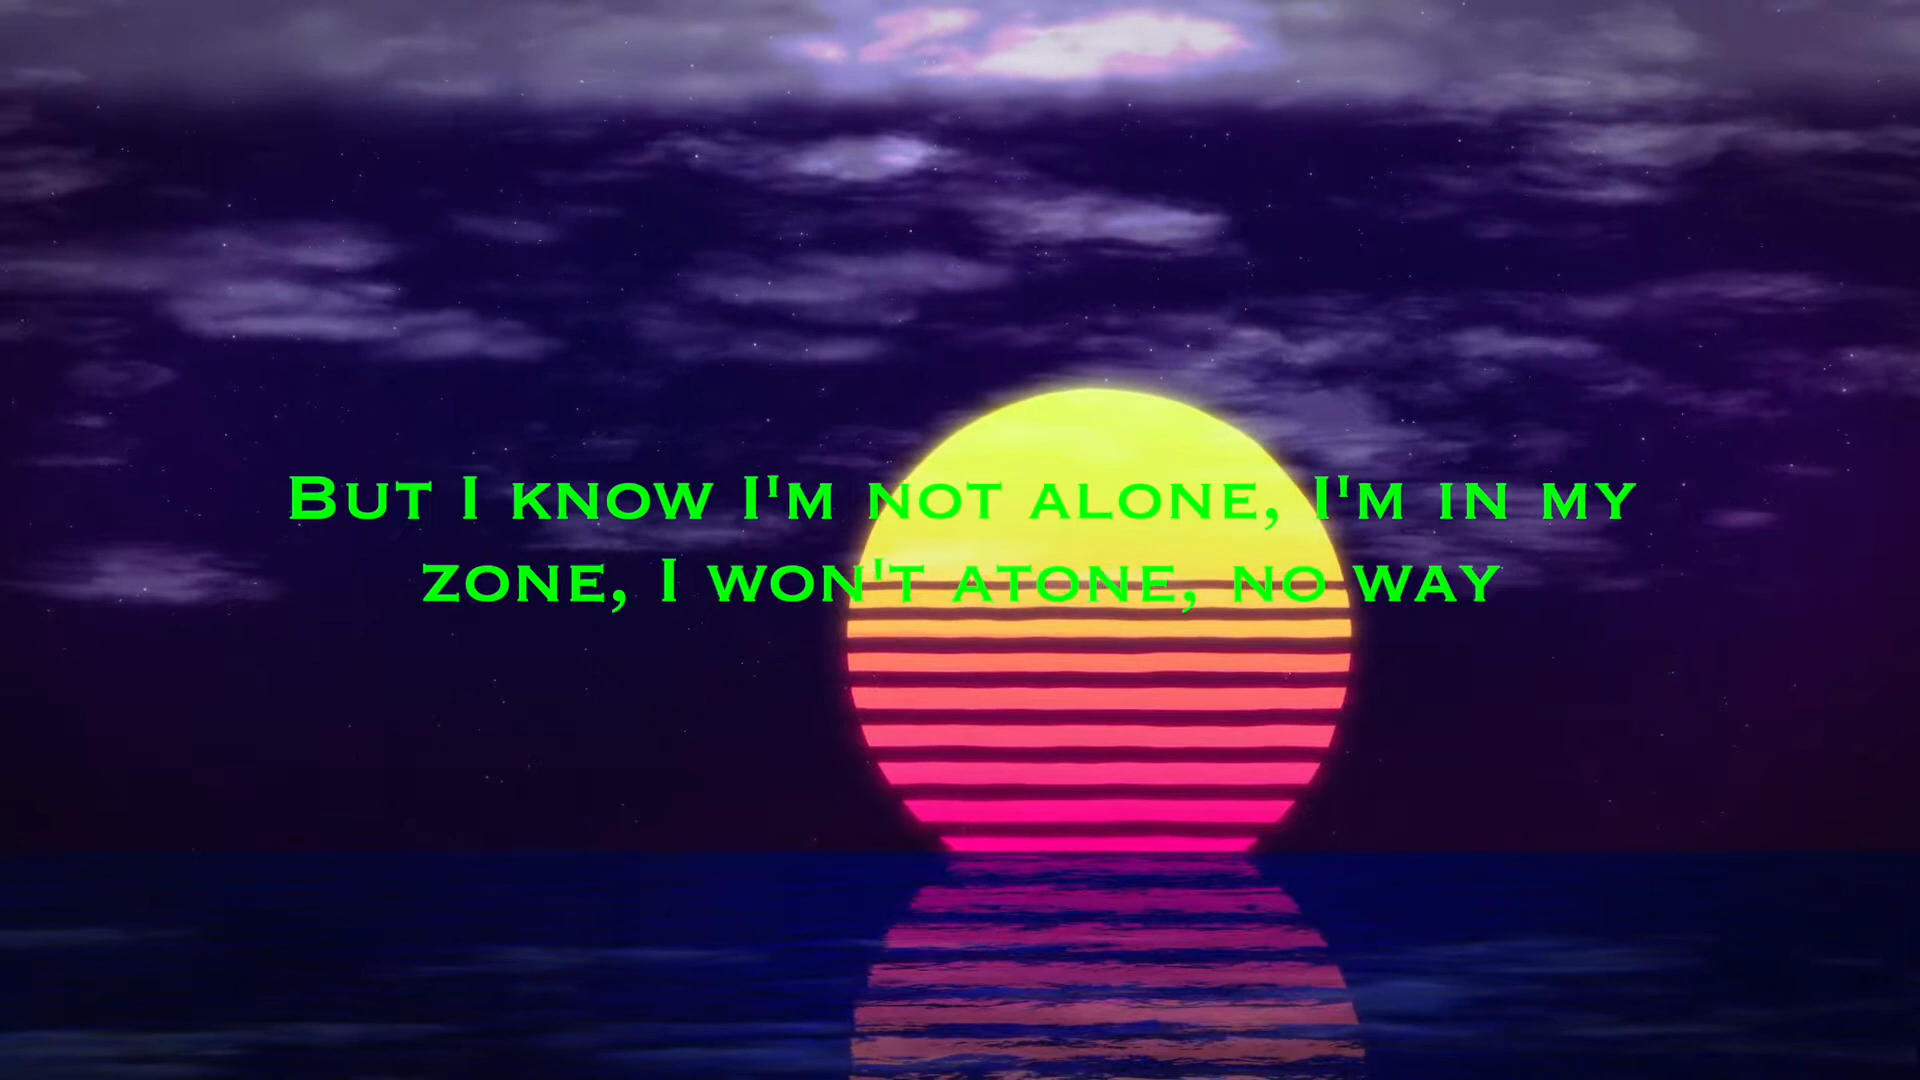 But I know I'm not alone, I'm in my
zone, I won't atone, no way